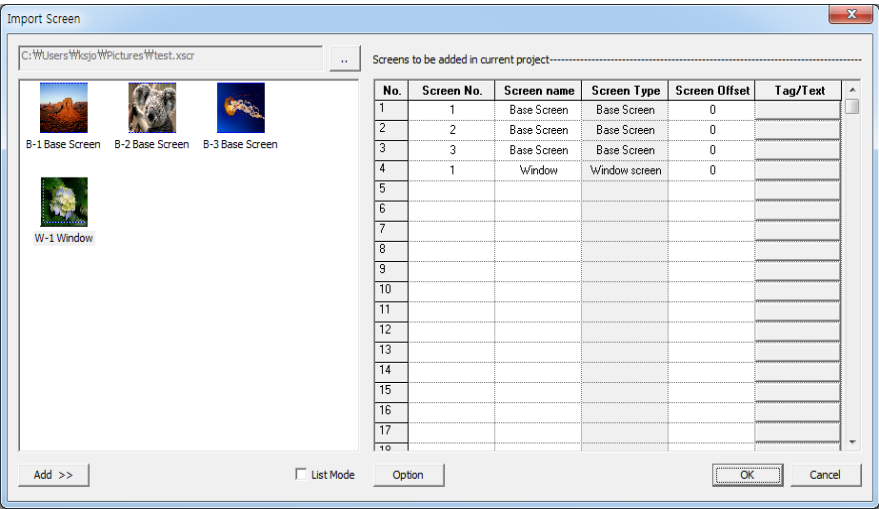 Import Screen
C:₩Users₩ksjo₩Pictures₩test.xscr
..
Screens to be added in current project
B-1 Base Screen B-2 Base Screen B-3 Base Screen
W-1 Window
No. Screen No. Screen name Screen Type Screen Offset Tag/Text
1 1 Base Screen Base Screen 0
2 2 Base Screen Base Screen 0
3 3 Base Screen Base Screen 0
4 1 Window Window screen 0
5
6
7
8
9
10
11
12
13
14
15
16
17
18
Add >> List Mode Option OK Cancel